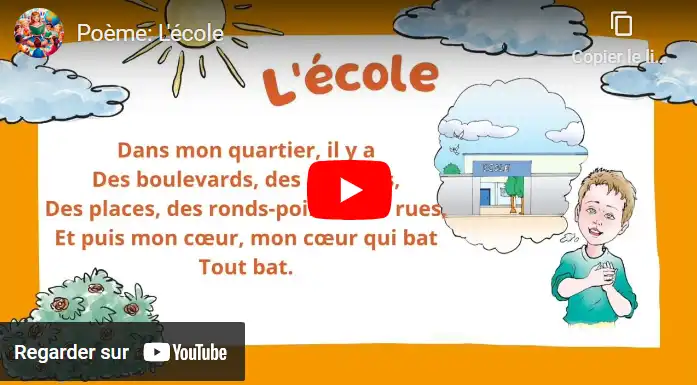 Poème: L'école
Copier le li...
L'école
ÉCOLE
Dans mon quartier, il y a
Des boulevards, des
Des places, des ronds-poi rues,
Et puis mon cœur, mon cœur qui bat
Tout bat.
Regarder sur YouTube